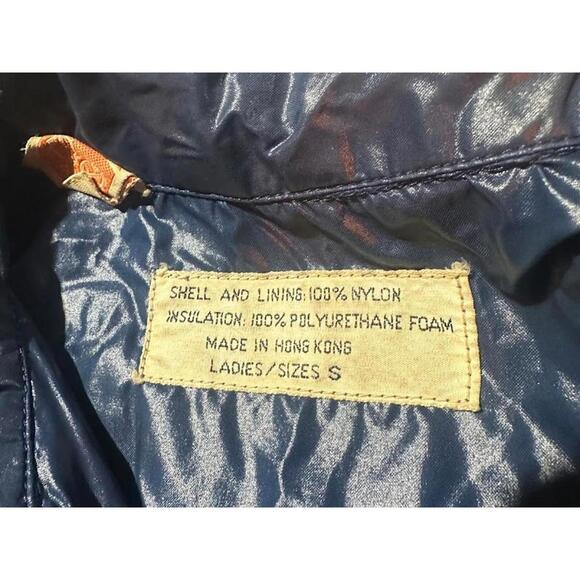 SHELL AND LINING: 100% NYLON
INSULATION: 100% POLYURETHANE FOAM
MADE IN HONG KONG
LADIES/SIZES S